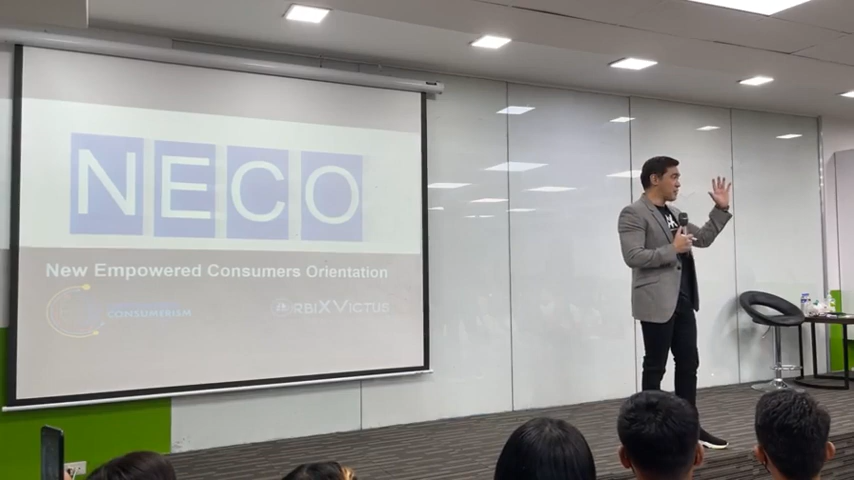 NECO
New Empowered Consumers Orientation
CONSUMERISM
ORBIXVICTUS